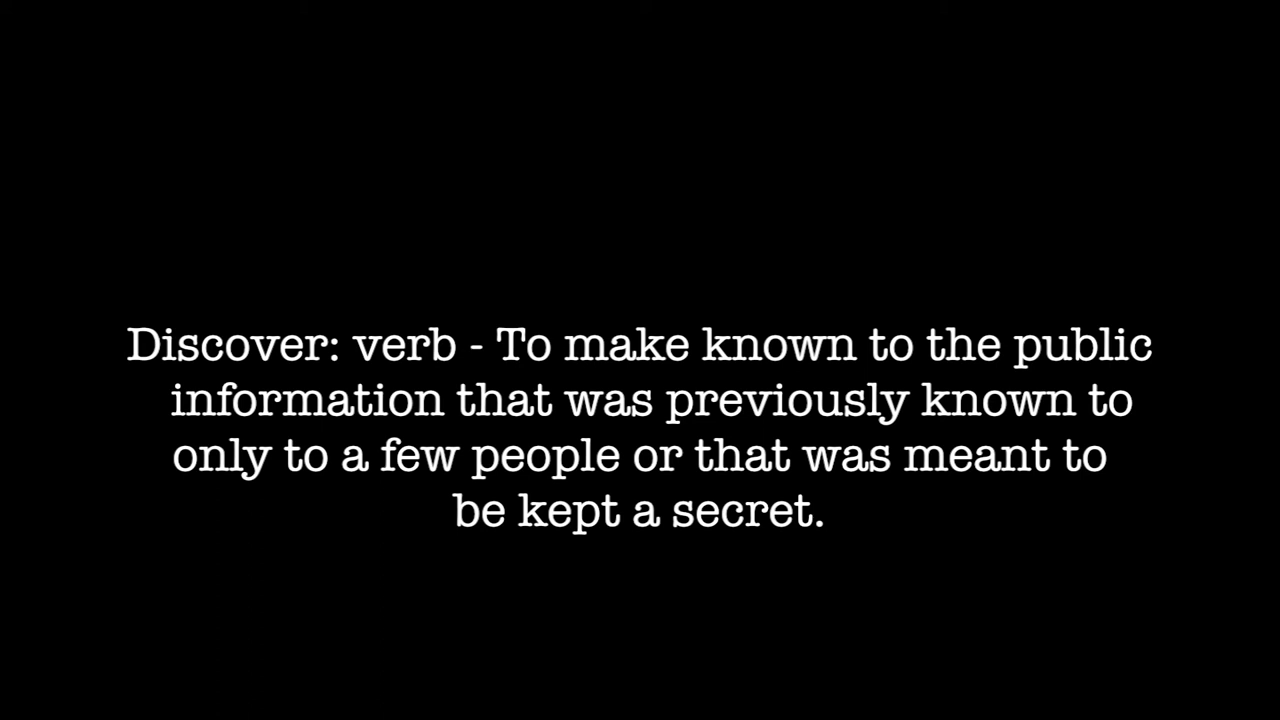 Discover: verb - To make known to the public
information that was previously known to
only to a few people or that was meant to
be kept a secret.